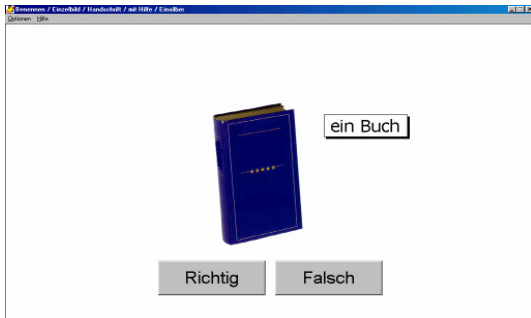 Benennen / Einzelbild / Handschrift / mit Hilfe / Einsilber
Optionen Hilfe
ein Buch
Richtig Falsch